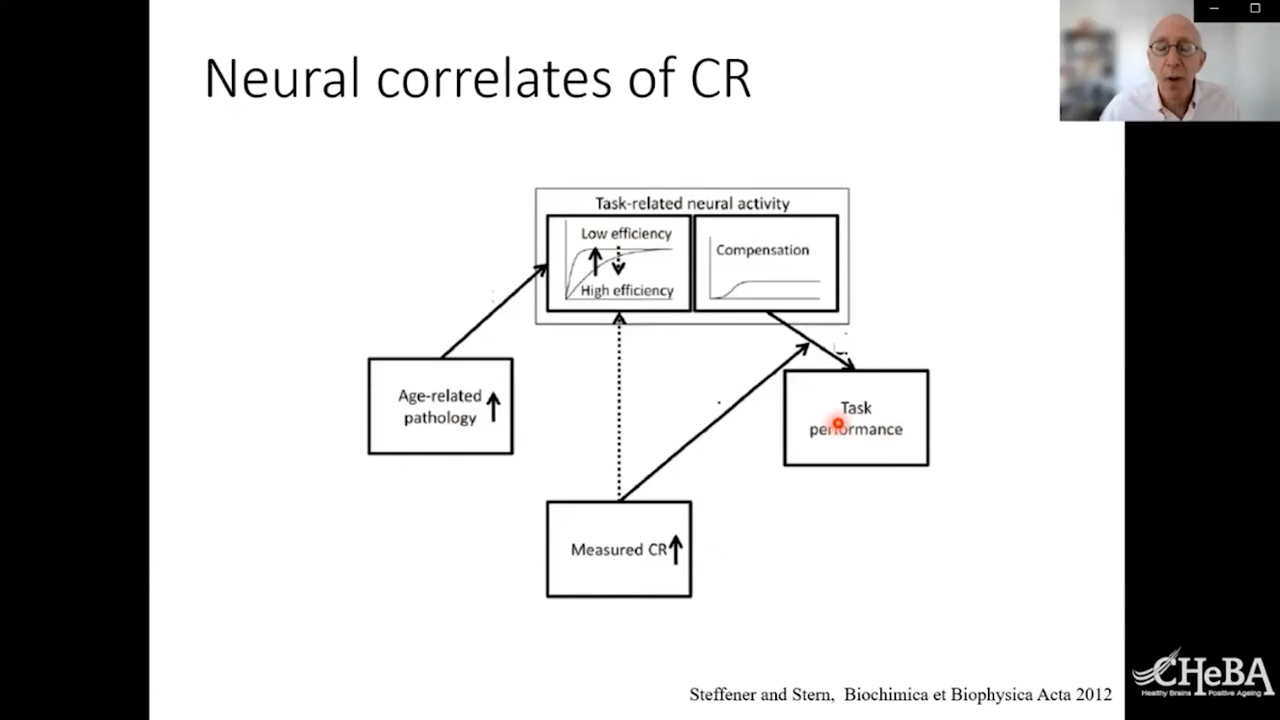 Neural correlates of CR
Task-related neural activity
Low efficiency
High efficiency
Compensation
Age-related
pathology
Task
performance
Measured CR
CHeBA
Healthy Brains Positive Ageing
Steffener and Stern, Biochimica et Biophysica Acta 2012